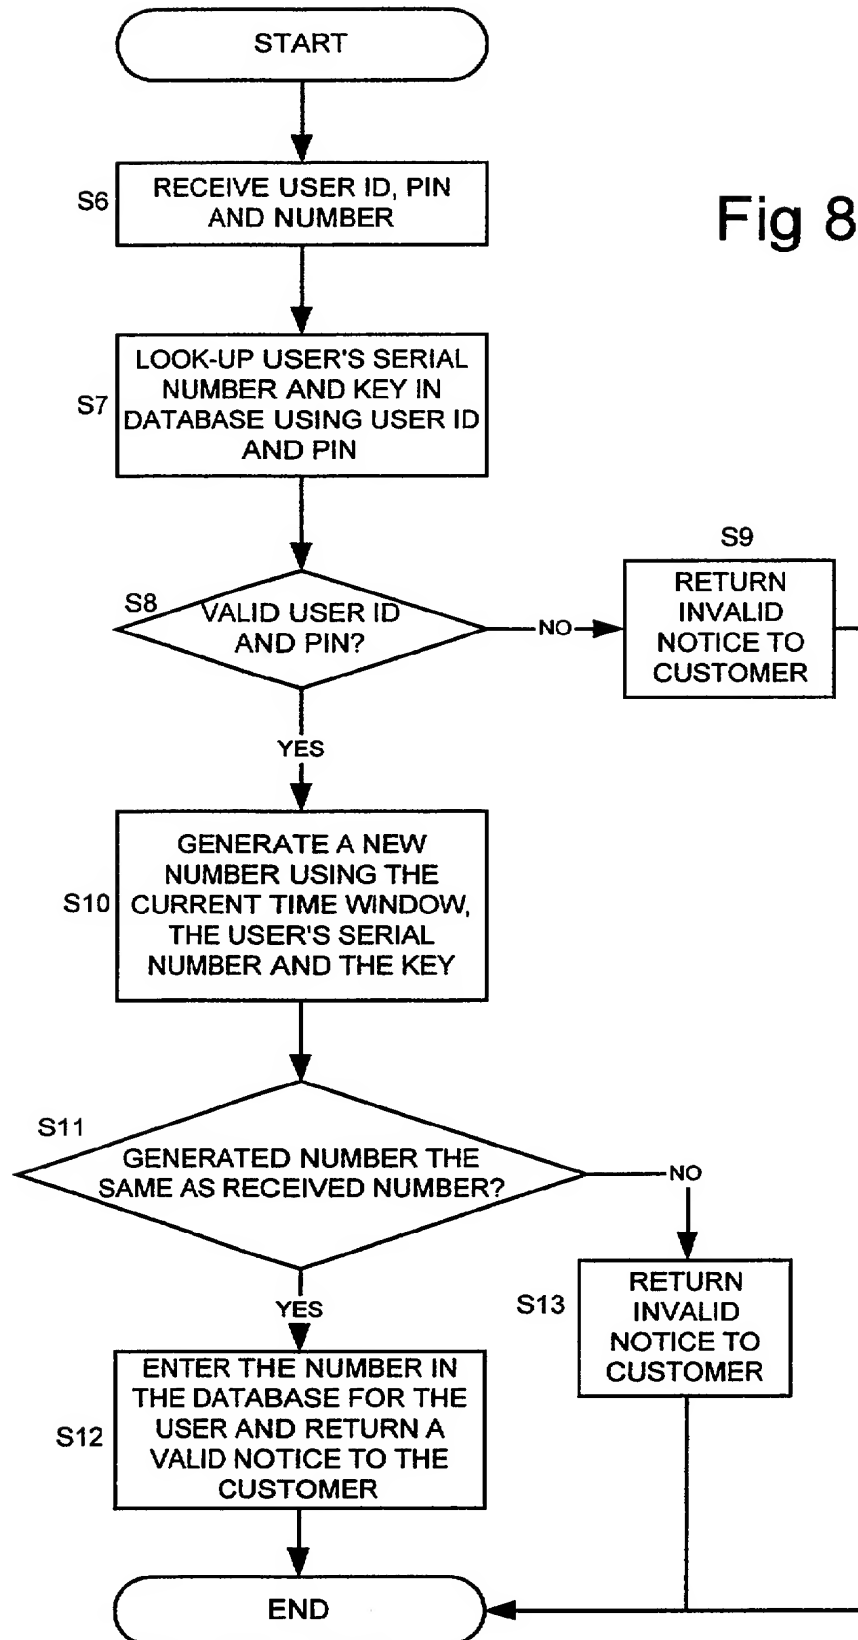 START
S6
RECEIVE USER ID, PIN
AND NUMBER
Fig 8
S7
LOOK-UP USER'S SERIAL
NUMBER AND KEY IN
DATABASE USING USER ID
AND PIN
S8
VALID USER ID
AND PIN?
NO
S9
RETURN
INVALID
NOTICE TO
CUSTOMER
YES
S10
GENERATE A NEW
NUMBER USING THE
CURRENT TIME WINDOW,
THE USER'S SERIAL
NUMBER AND THE KEY
S11
GENERATED NUMBER THE
SAME AS RECEIVED NUMBER?
NO
S13
RETURN
INVALID
NOTICE TO
CUSTOMER
YES
S12
ENTER THE NUMBER IN
THE DATABASE FOR THE
USER AND RETURN A
VALID NOTICE TO THE
CUSTOMER
END